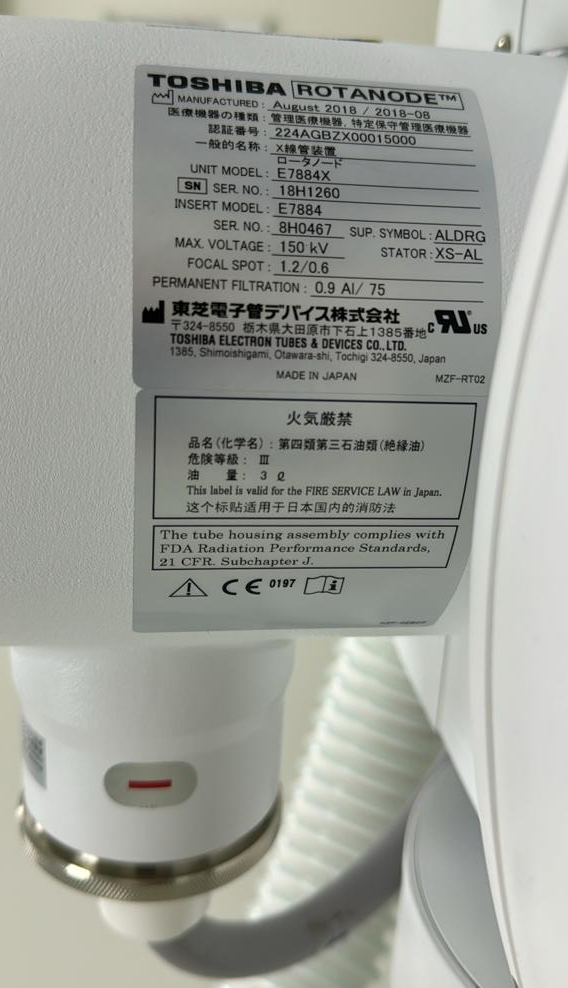 TOSHIBA ROTANODE™
MANUFACTURED: August 2018 / 2018-08
医療機器の種類: 管理医療機器, 特定保守管理医療機器
認証番号: 224AGBZX00015000
一般的名称: X線管装置
ロータノード
UNIT MODEL: E7884X
SN SER. NO.: 18H1260
INSERT MODEL: E7884
SER. NO.: 8H0467 SUP. SYMBOL: ALDRG
MAX. VOLTAGE: 150 kV STATOR: XS-AL
FOCAL SPOT: 1.2/0.6
PERMANENT FILTRATION: 0.9 Al/ 75
東芝電子管デバイス株式会社
〒324-8550 栃木県大田原市下石上1385番地
TOSHIBA ELECTRON TUBES & DEVICES CO., LTD.
1385, Shimoishigami, Otawara-shi, Tochigi 324-8550, Japan
c RU US
MADE IN JAPAN MZF-RT02
火気厳禁
品名(化学名): 第四類第三石油類(絶縁油)
危険等級: Ⅲ
油 量: 3 ℓ
This label is valid for the FIRE SERVICE LAW in Japan.
这个标贴适用于日本国内的消防法
The tube housing assembly complies with
FDA Radiation Performance Standards,
21 CFR. Subchapter J.
CE 0197